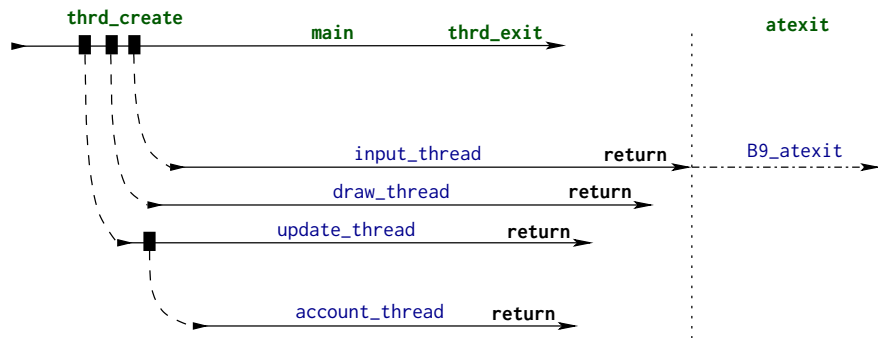 thrd_create
main thrd_exit atexit
input_thread return B9_atexit
draw_thread return
update_thread return
account_thread return